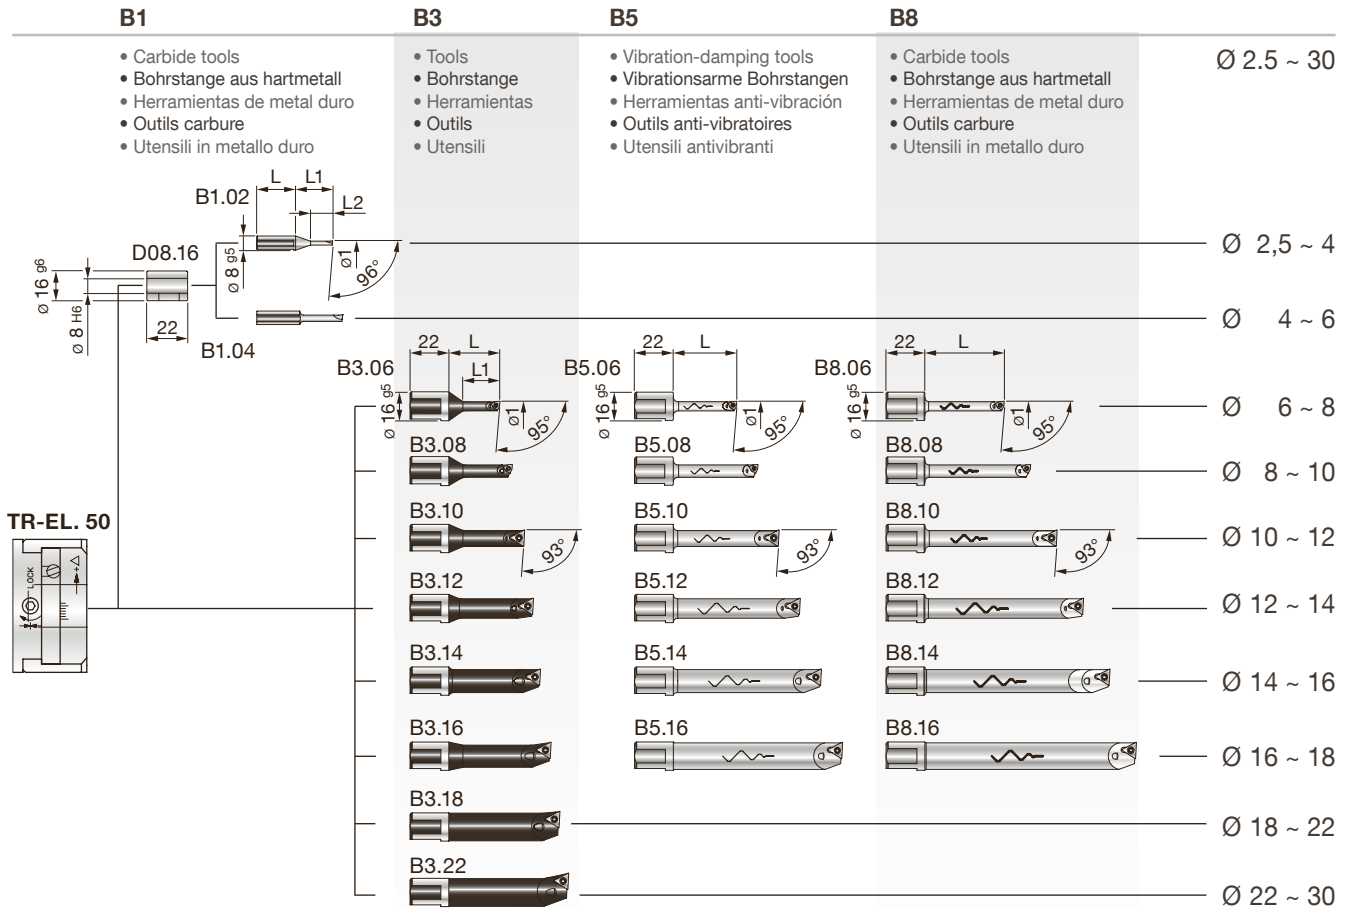 B1
B3
B5
B8
• Carbide tools
• Bohrstange aus hartmetall
• Herramientas de metal duro
• Outils carbure
• Utensili in metallo duro
• Tools
• Bohrstange
• Herramientas
• Outils
• Utensili
• Vibration-damping tools
• Vibrationsarme Bohrstangen
• Herramientas anti-vibración
• Outils anti-vibratoires
• Utensili antivibranti
• Carbide tools
• Bohrstange aus hartmetall
• Herramientas de metal duro
• Outils carbure
• Utensili in metallo duro
Ø 2.5 ~ 30
B1.02
L
L1
L2
Ø 8 g5
Ø1
96°
Ø 2,5 ~ 4
D08.16
Ø 16 g6
Ø 8 H6
22
B1.04
Ø 4 ~ 6
B3.06
22
L
L1
Ø 16 g5
Ø1
95°
B5.06
22
L
Ø 16 g5
Ø1
95°
B8.06
22
L
Ø 16 g5
Ø1
95°
Ø 6 ~ 8
B3.08
B5.08
B8.08
Ø 8 ~ 10
TR-EL. 50
LOCK
+
B3.10
93°
B5.10
93°
B8.10
93°
Ø 10 ~ 12
B3.12
B5.12
B8.12
Ø 12 ~ 14
B3.14
B5.14
B8.14
Ø 14 ~ 16
B3.16
B5.16
B8.16
Ø 16 ~ 18
B3.18
Ø 18 ~ 22
B3.22
Ø 22 ~ 30